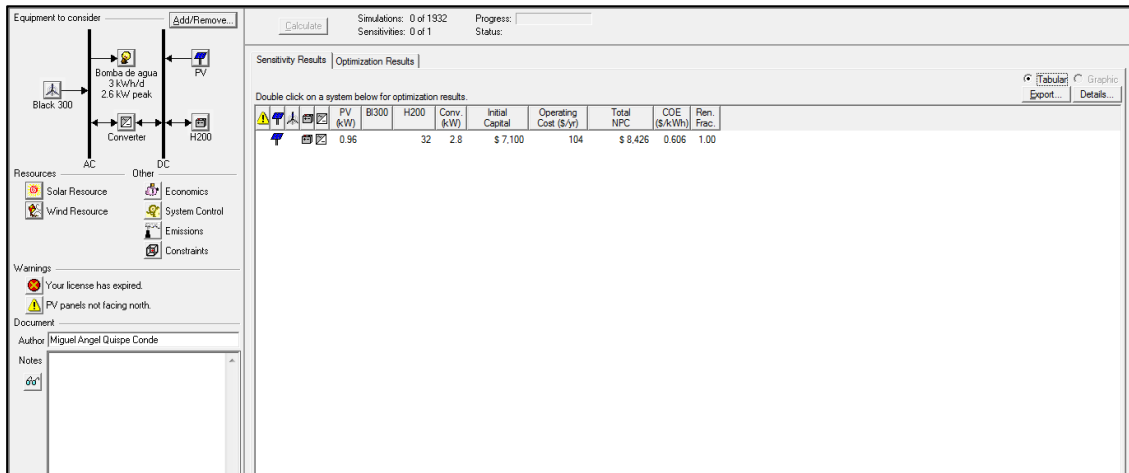 Equipment to consider
Add/Remove...
Bomba de agua
3 kWh/d
2.6 kW peak
PV
Black 300
Converter
H200
AC
DC
Resources
Other
Solar Resource
Economics
Wind Resource
System Control
Emissions
Constraints
Warnings
Your license has expired.
PV panels not facing north.
Document
Author Miguel Angel Quispe Conde
Notes
Calculate
Simulations: 0 of 1932
Progress:
Sensitivities: 0 of 1
Status:
Sensitivity Results Optimization Results
Tabular Graphic
Double click on a system below for optimization results.
Export... Details...
PV (kW) Bl300 H200 Conv. (kW) Initial Capital Operating Cost ($/yr) Total NPC COE ($/kWh) Ren. Frac.
0.96 32 2.8 $ 7,100 104 $ 8,426 0.606 1.00